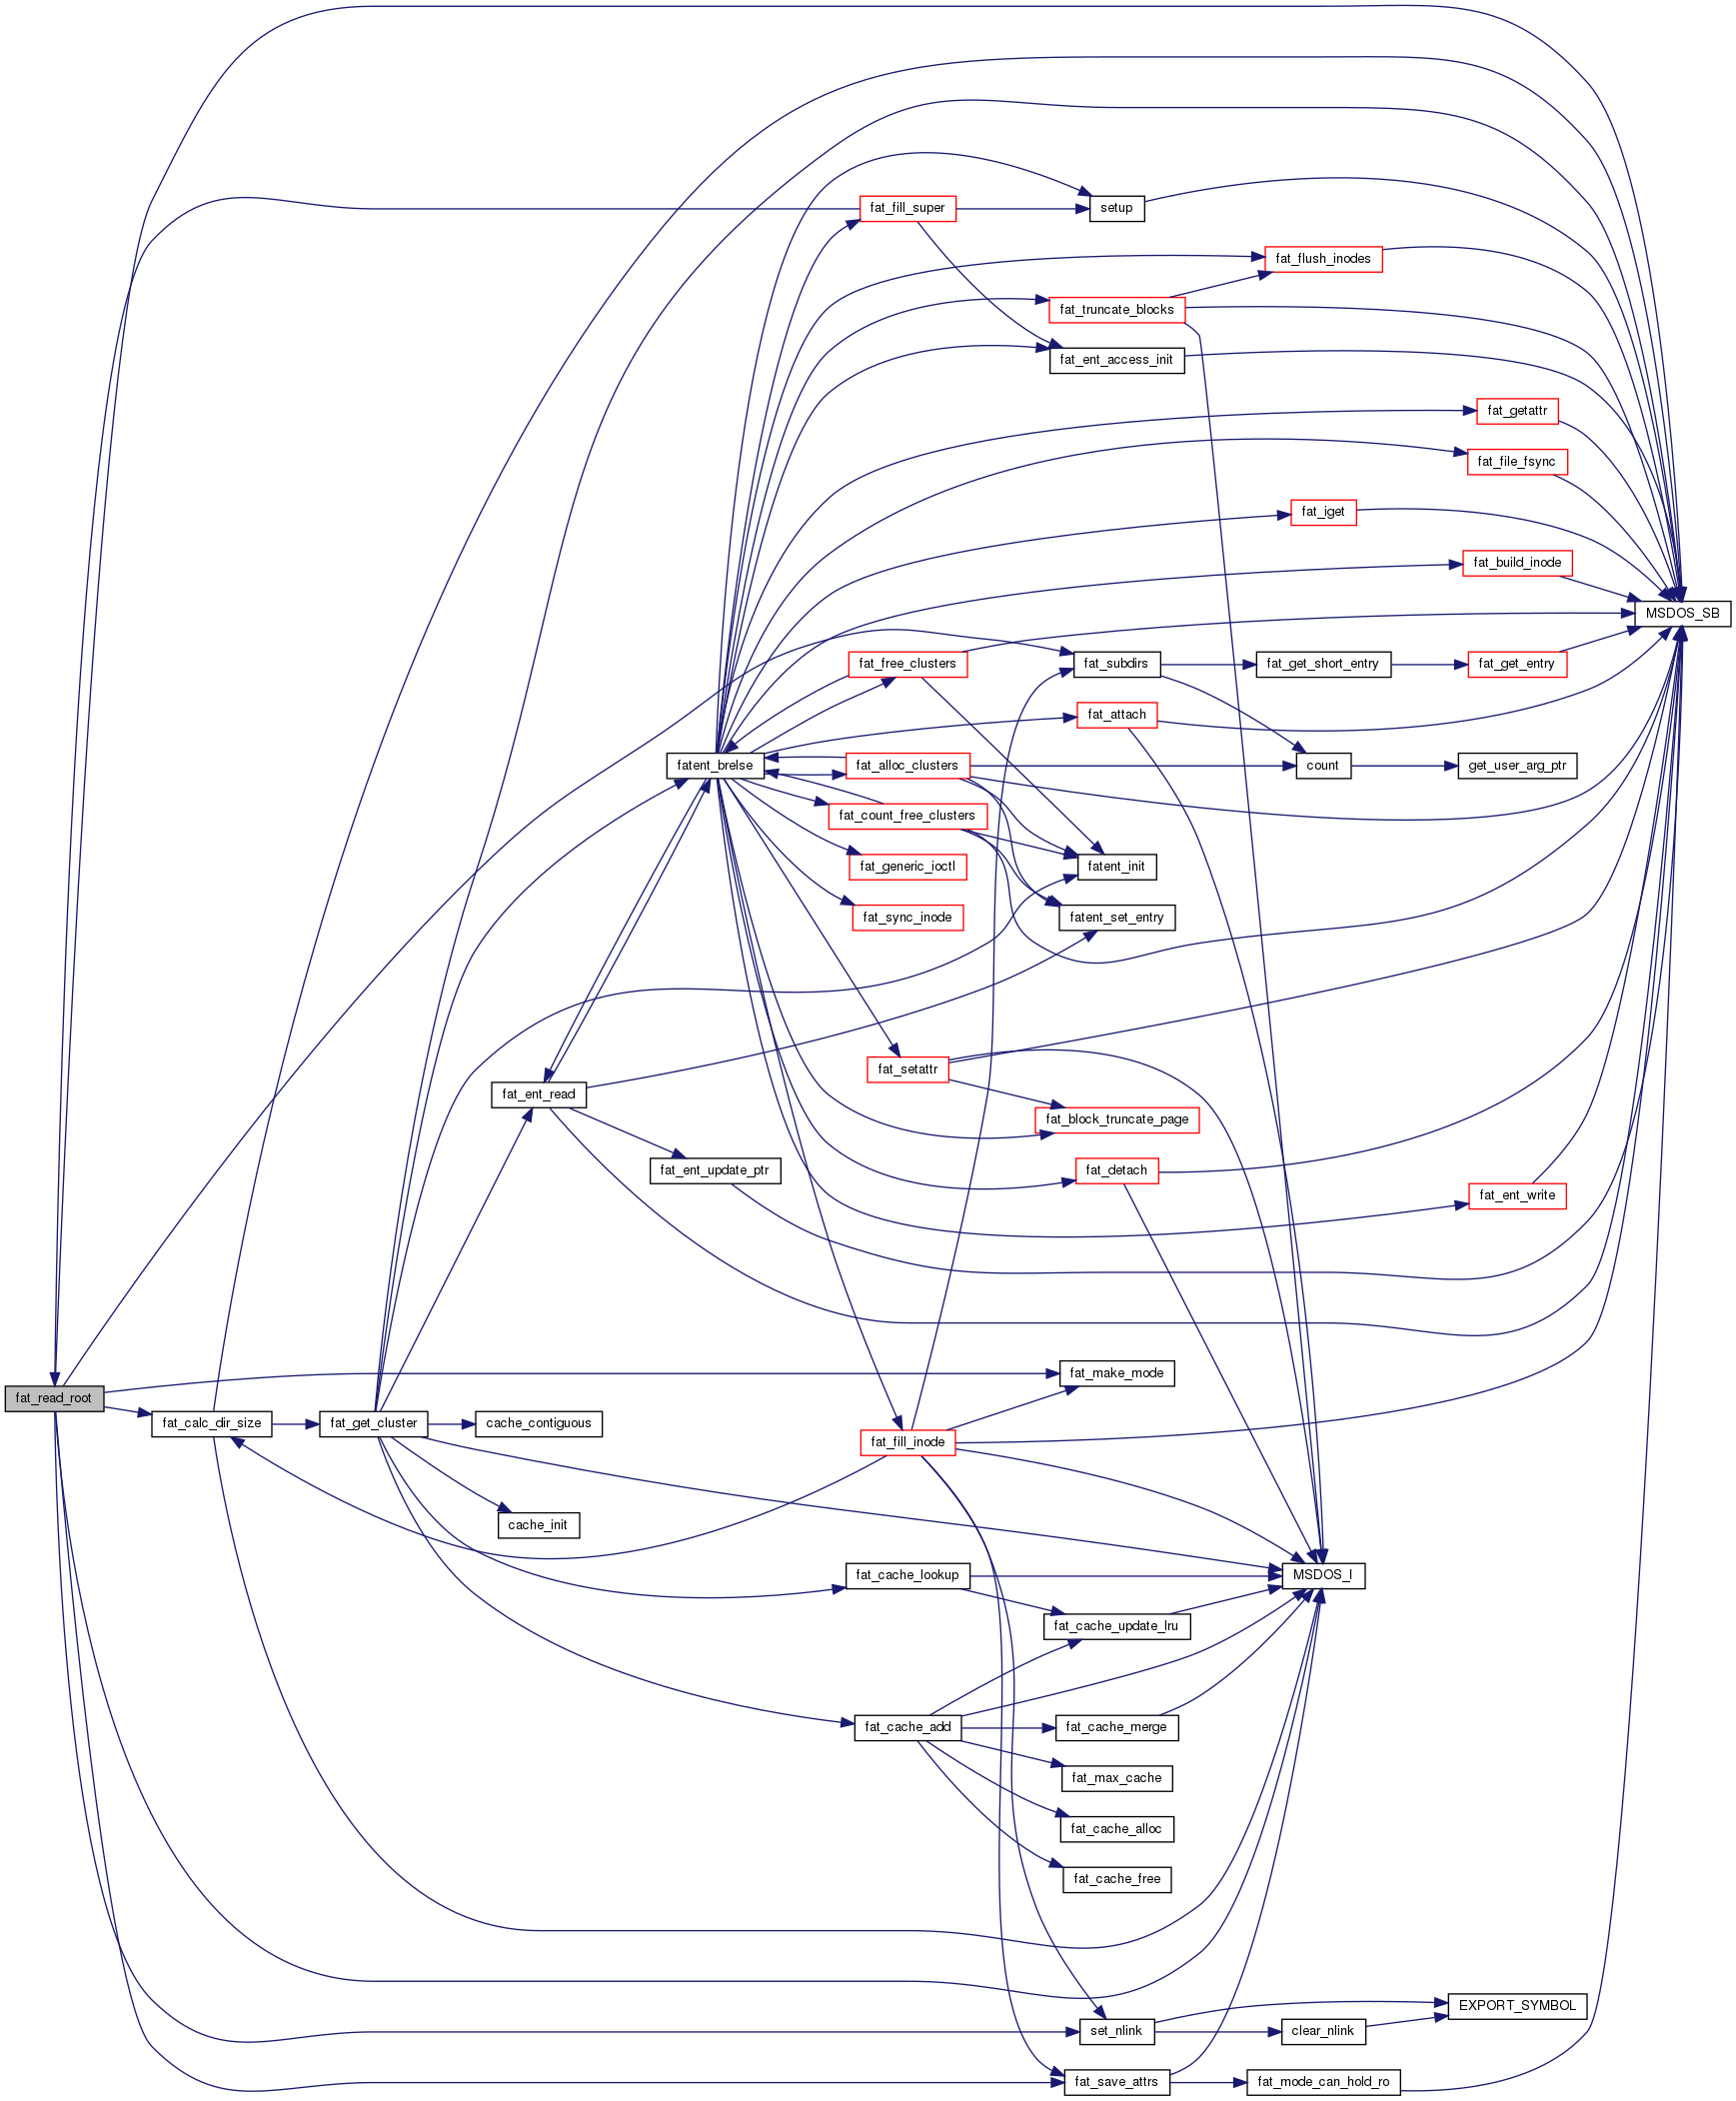 fat_fill_super
setup
fat_flush_inodes
fat_truncate_blocks
fat_ent_access_init
fat_getattr
fat_file_fsync
fat_iget
fat_build_inode
MSDOS_SB
fat_free_clusters
fat_subdirs
fat_get_short_entry
fat_get_entry
fat_attach
fatent_brelse
fat_alloc_clusters
count
get_user_arg_ptr
fat_count_free_clusters
fat_generic_ioctl
fatent_init
fat_sync_inode
fatent_set_entry
fat_setattr
fat_ent_read
fat_block_truncate_page
fat_ent_update_ptr
fat_detach
fat_ent_write
fat_make_mode
fat_read_root
fat_calc_dir_size
fat_get_cluster
cache_contiguous
fat_fill_inode
cache_init
fat_cache_lookup
MSDOS_I
fat_cache_update_lru
fat_cache_add
fat_cache_merge
fat_max_cache
fat_cache_alloc
fat_cache_free
EXPORT_SYMBOL
set_nlink
clear_nlink
fat_save_attrs
fat_mode_can_hold_ro